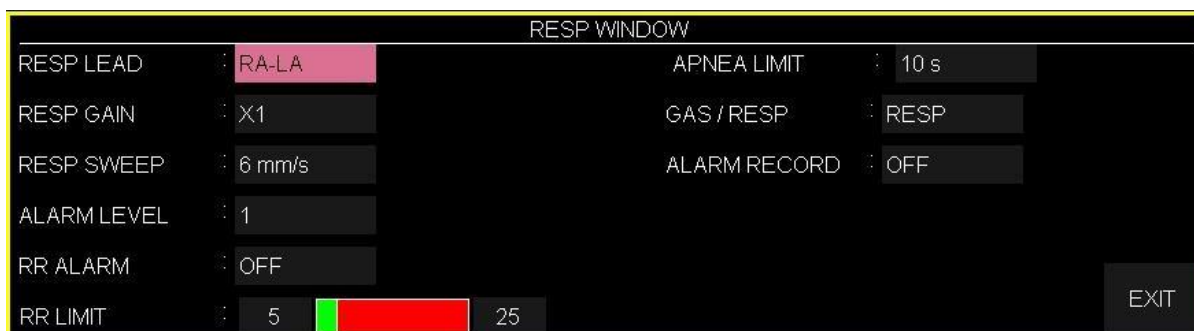 RESP WINDOW
RESP LEAD : RA-LA APNEA LIMIT : 10 s
RESP GAIN : X1 GAS / RESP : RESP
RESP SWEEP : 6 mm/s ALARM RECORD : OFF
ALARM LEVEL : 1
RR ALARM : OFF
RR LIMIT : 5 25
EXIT